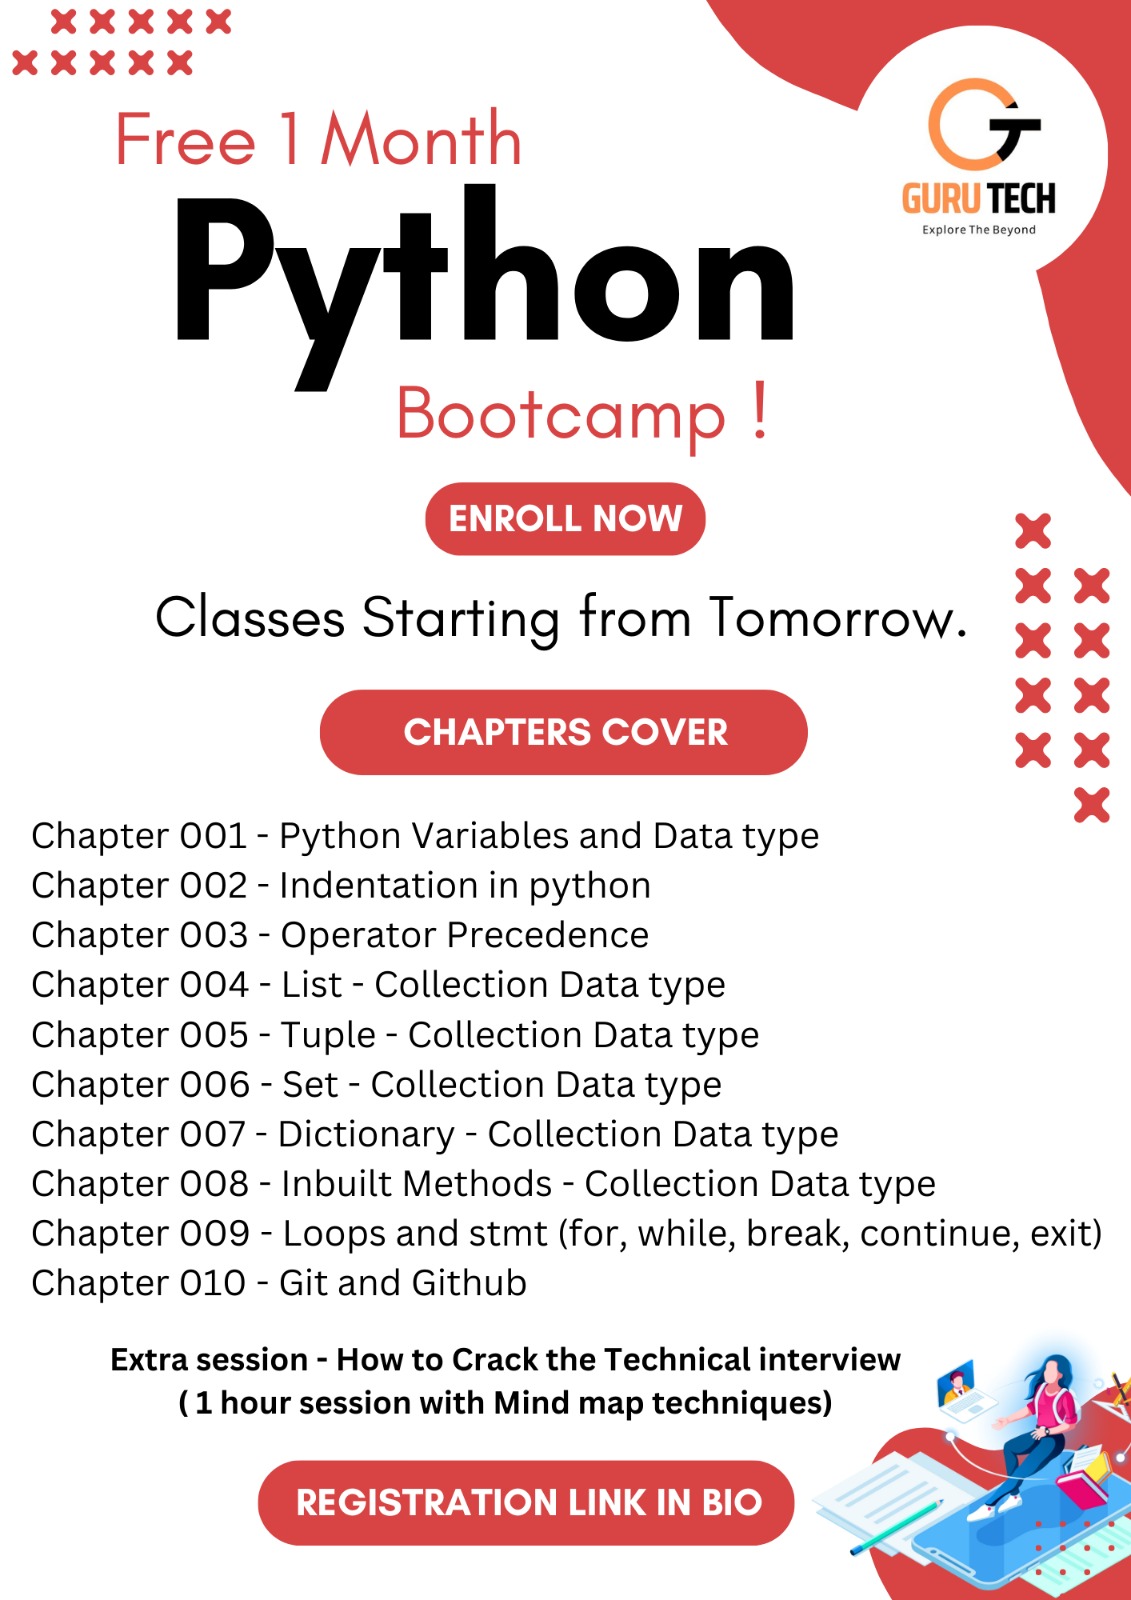 Free 1 Month
GURU TECH
Explore The Beyond
Python
Bootcamp !
ENROLL NOW
Classes Starting from Tomorrow.
CHAPTERS COVER
Chapter 001 - Python Variables and Data type
Chapter 002 - Indentation in python
Chapter 003 - Operator Precedence
Chapter 004 - List - Collection Data type
Chapter 005 - Tuple - Collection Data type
Chapter 006 - Set - Collection Data type
Chapter 007 - Dictionary - Collection Data type
Chapter 008 - Inbuilt Methods - Collection Data type
Chapter 009 - Loops and stmt (for, while, break, continue, exit)
Chapter 010 - Git and Github
Extra session - How to Crack the Technical interview
( 1 hour session with Mind map techniques)
REGISTRATION LINK IN BIO